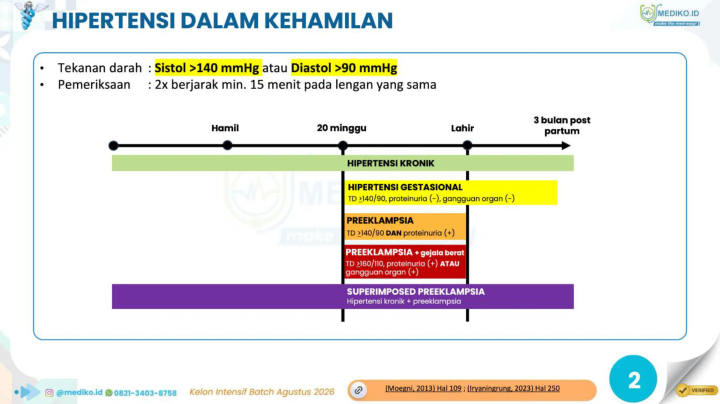 HIPERTENSI DALAM KEHAMILAN
MEDIKO.ID
• Tekanan darah : Sistol >140 mmHg atau Diastol >90 mmHg
• Pemeriksaan : 2x berjarak min. 15 menit pada lengan yang sama
Hamil
20 minggu
Lahir
3 bulan post
partum
HIPERTENSI KRONIK
HIPERTENSI GESTASIONAL
TD ≥140/90, proteinuria (-), gangguan organ (-)
PREEKLAMPSIA
TD ≥140/90 DAN proteinuria (+)
PREEKLAMPSIA + gejala berat
TD ≥160/110, proteinuria (+) ATAU
gangguan organ (+)
SUPERIMPOSED PREEKLAMPSIA
Hipertensi kronik + preeklampsia
@mediko.id 0821-3403-8758
Kelon Intensif Batch Agustus 2026
(Moegni, 2013) Hal 109 ; (Iryaningrum, 2023) Hal 250
2
VERIFIED